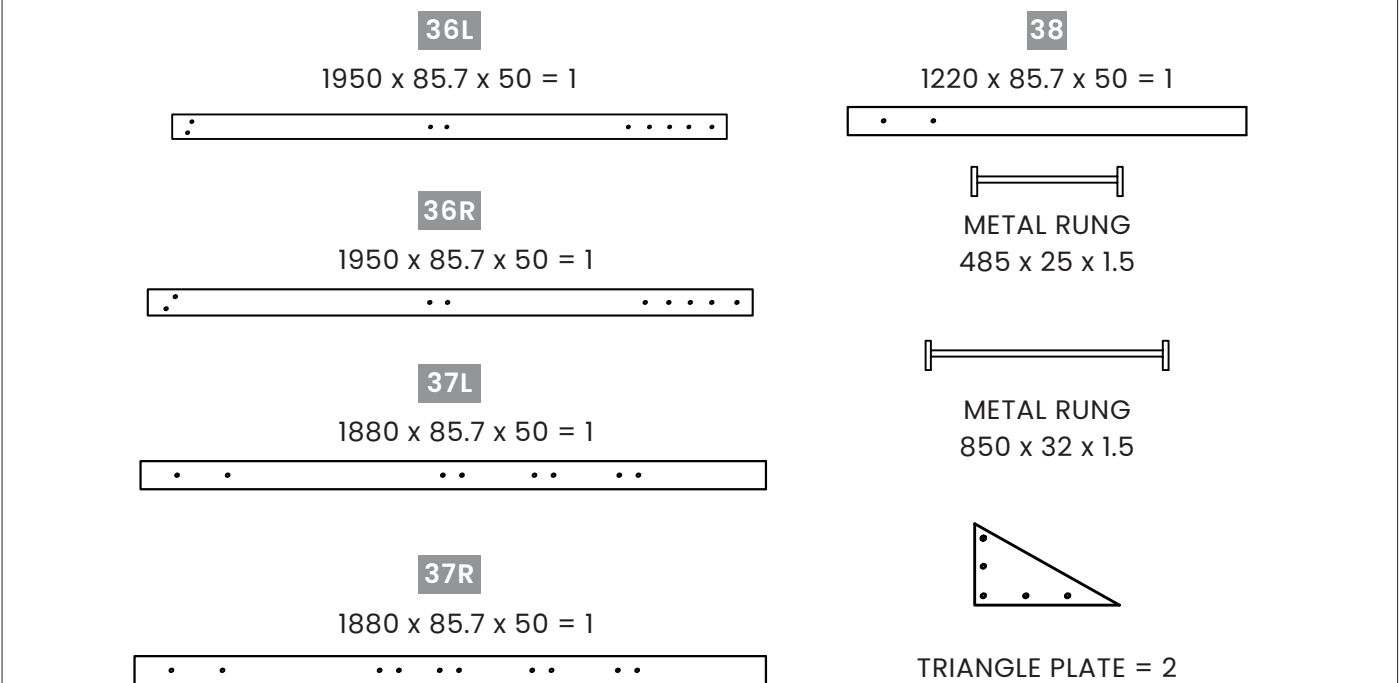 36L
1950 x 85.7 x 50 = 1
36R
1950 x 85.7 x 50 = 1
37L
1880 x 85.7 x 50 = 1
37R
1880 x 85.7 x 50 = 1
38
1220 x 85.7 x 50 = 1
METAL RUNG
485 x 25 x 1.5
METAL RUNG
850 x 32 x 1.5
TRIANGLE PLATE = 2